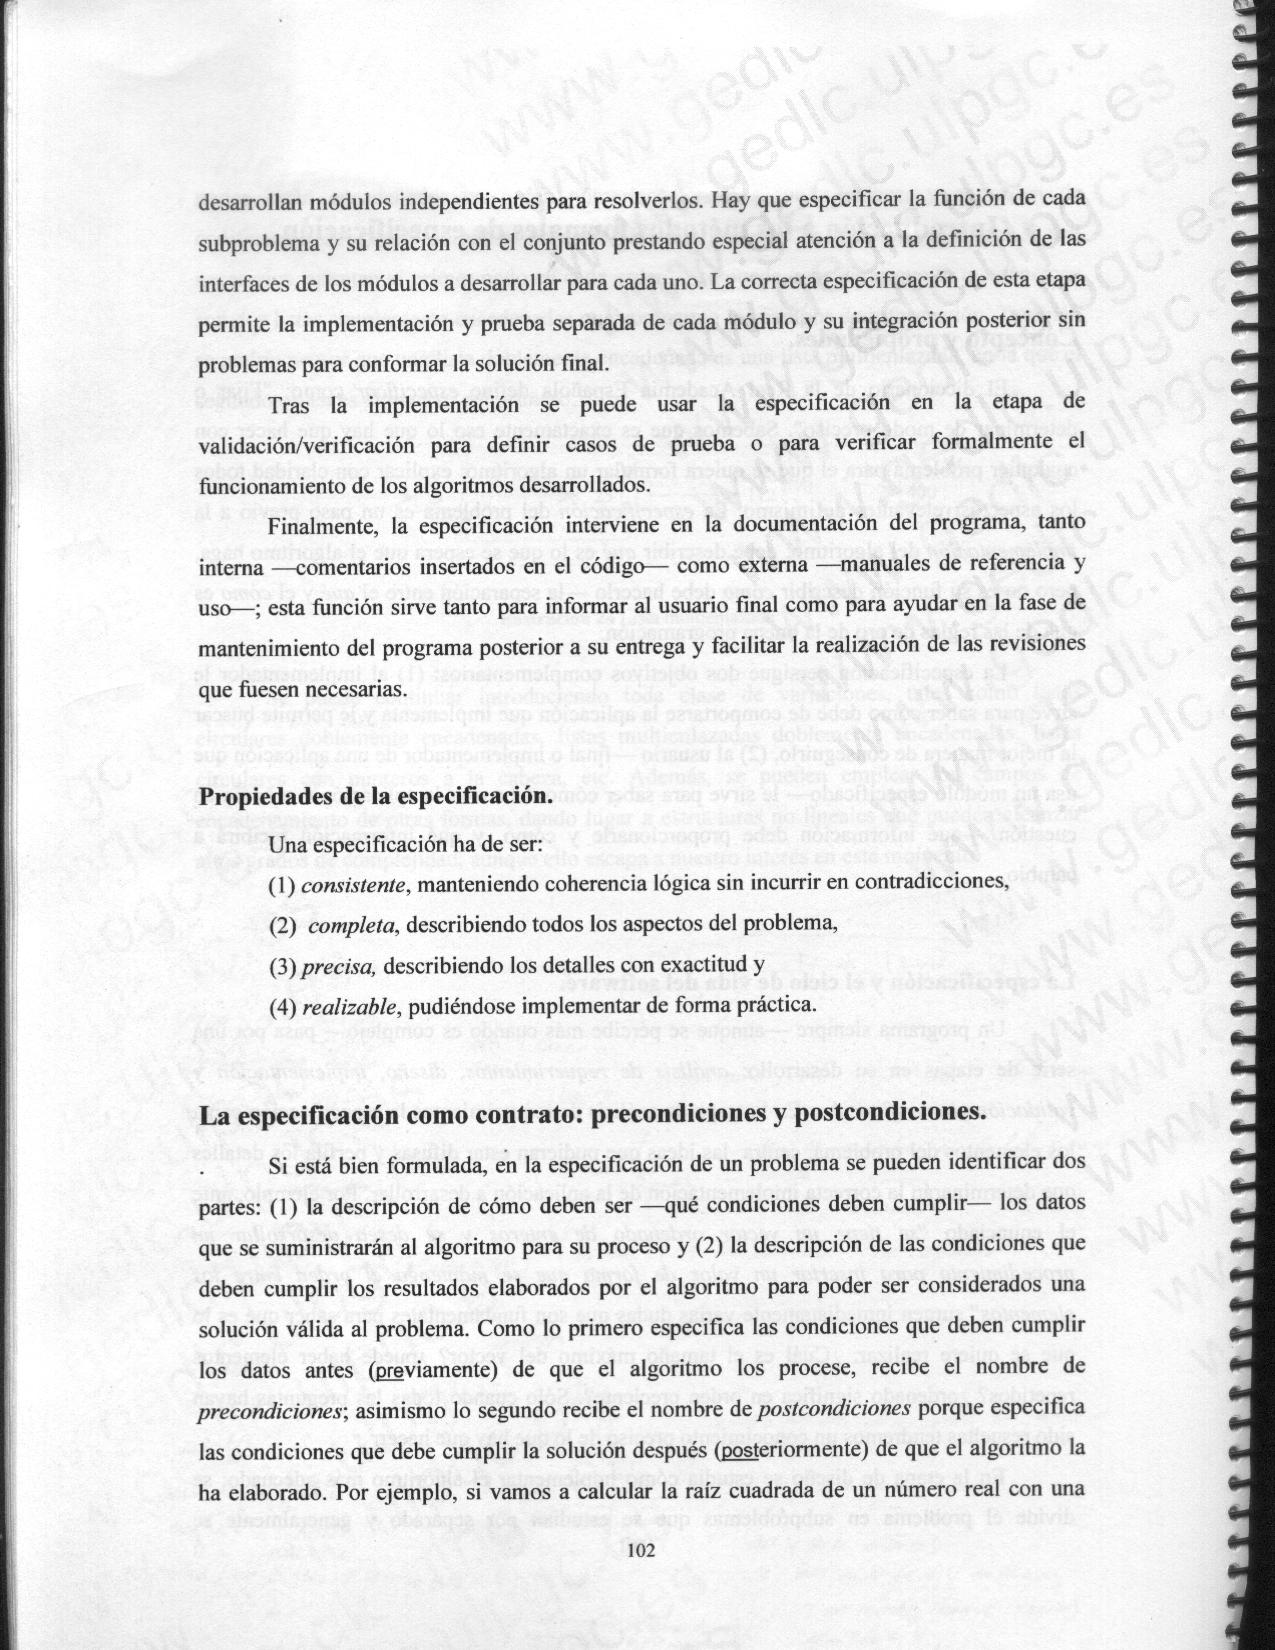 desarrollan módulos independientes para resolverlos. Hay que especificar la función de cada
subproblema y su relación con el conjunto prestando especial atención a la definición de las
interfaces de los módulos a desarrollar para cada uno. La correcta especificación de esta etapa
permite la implementación y prueba separada de cada módulo y su integración posterior sin
problemas para conformar la solución final.
Tras la implementación se puede usar la especificación en la etapa de
validación/verificación para definir casos de prueba o para verificar formalmente el
funcionamiento de los algoritmos desarrollados.
Finalmente, la especificación interviene en la documentación del programa, tanto
interna —comentarios insertados en el código— como externa —manuales de referencia y
uso—; esta función sirve tanto para informar al usuario final como para ayudar en la fase de
mantenimiento del programa posterior a su entrega y facilitar la realización de las revisiones
que fuesen necesarias.
Propiedades de la especificación.
Una especificación ha de ser:
(1) consistente, manteniendo coherencia lógica sin incurrir en contradicciones,
(2) completa, describiendo todos los aspectos del problema,
(3) precisa, describiendo los detalles con exactitud y
(4) realizable, pudiéndose implementar de forma práctica.
La especificación como contrato: precondiciones y postcondiciones.
. Si está bien formulada, en la especificación de un problema se pueden identificar dos
partes: (1) la descripción de cómo deben ser —qué condiciones deben cumplir— los datos
que se suministrarán al algoritmo para su proceso y (2) la descripción de las condiciones que
deben cumplir los resultados elaborados por el algoritmo para poder ser considerados una
solución válida al problema. Como lo primero especifica las condiciones que deben cumplir
los datos antes (previamente) de que el algoritmo los procese, recibe el nombre de
precondiciones; asimismo lo segundo recibe el nombre de postcondiciones porque especifica
las condiciones que debe cumplir la solución después (posteriormente) de que el algoritmo la
ha elaborado. Por ejemplo, si vamos a calcular la raíz cuadrada de un número real con una
102